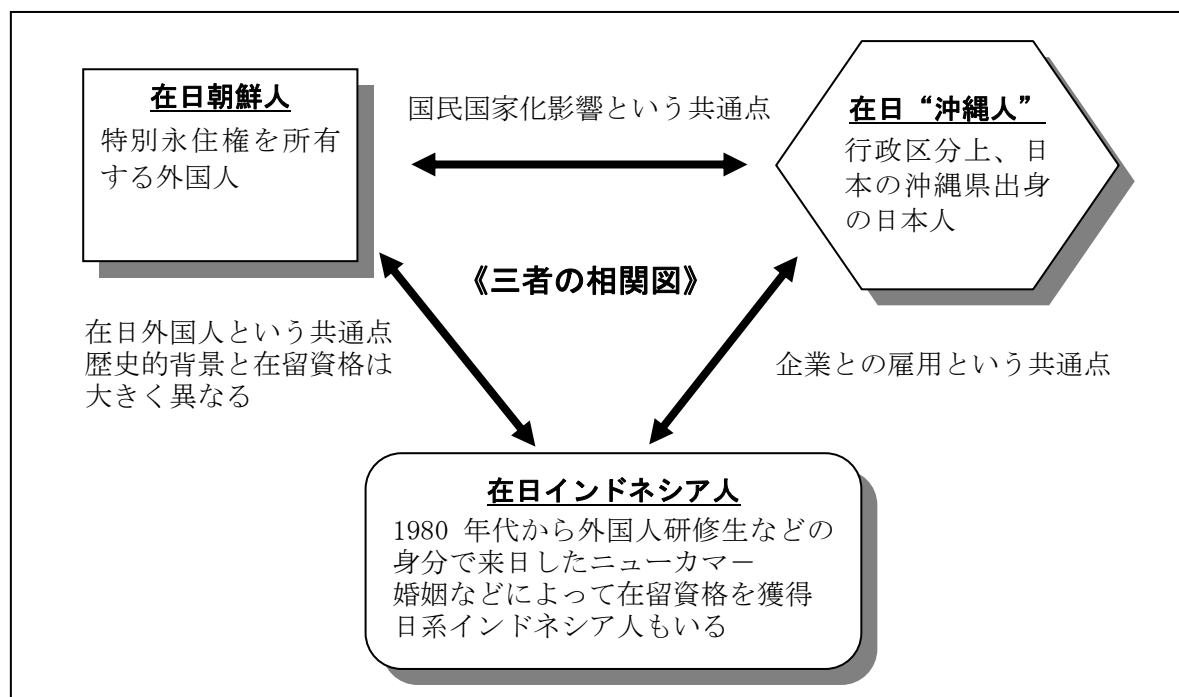 在日朝鮮人
特別永住権を所有
する外国人
国民国家化影響という共通点
在日“沖縄人”
行政区分上、日
本の沖縄県出身
の日本人
《三者の相関図》
在日外国人という共通点
歴史的背景と在留資格は
大きく異なる
企業との雇用という共通点
在日インドネシア人
1980 年代から外国人研修生などの
身分で来日したニューカマ－
婚姻などによって在留資格を獲得
日系インドネシア人もいる